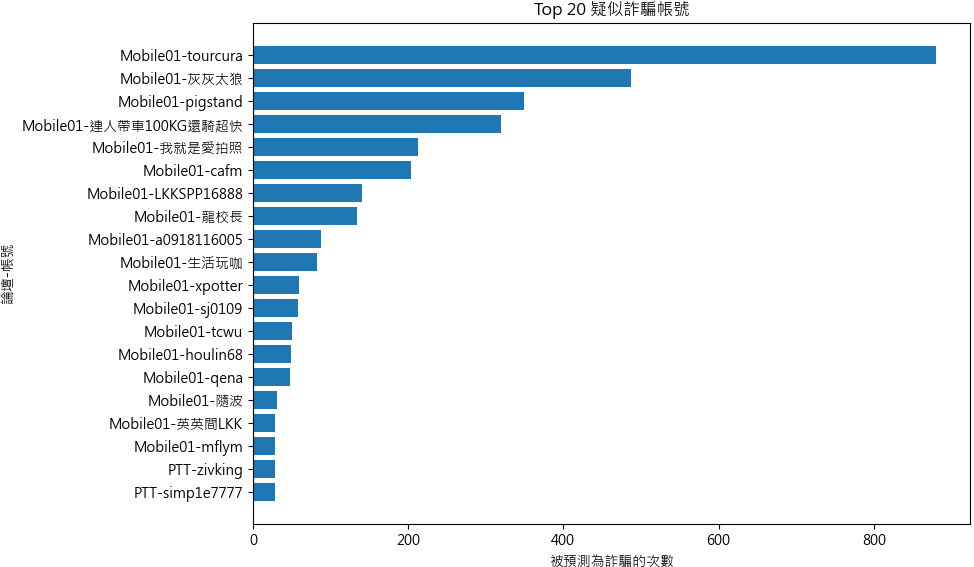 Top 20 疑似詐騙帳號
論壇-帳號
Mobile01-tourcura
Mobile01-灰灰太狼
Mobile01-pigstand
Mobile01-連人帶車100KG還騎超快
Mobile01-我就是愛拍照
Mobile01-cafm
Mobile01-LKKSPP16888
Mobile01-龍校長
Mobile01-a0918116005
Mobile01-生活玩咖
Mobile01-xpotter
Mobile01-sj0109
Mobile01-tcwu
Mobile01-houlin68
Mobile01-qena
Mobile01-隨波
Mobile01-英英間LKK
Mobile01-mflym
PTT-zivking
PTT-simp1e7777
0 200 400 600 800
被預測為詐騙的次數